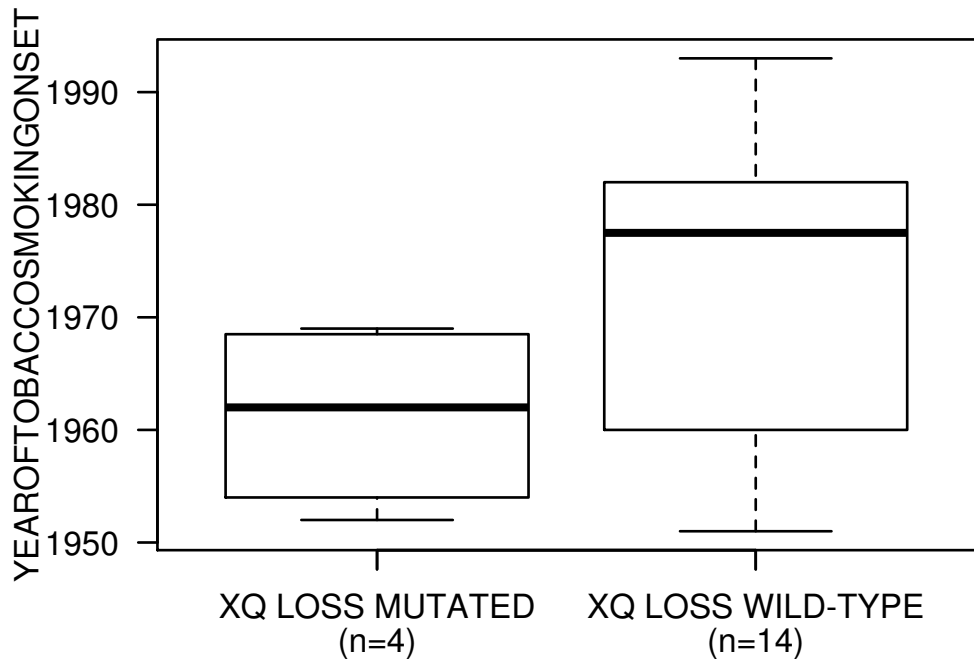 YEAROFTOBACCOSMOKINGONSET
1990
1980
1970
1960
1950
XQ LOSS MUTATED
(n=4)
XQ LOSS WILD-TYPE
(n=14)